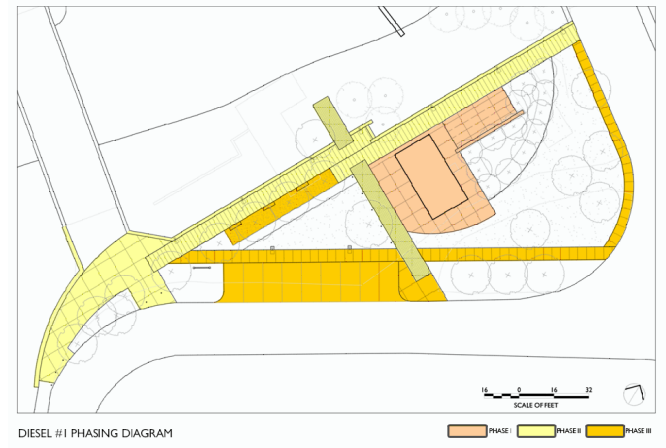 16 0 16 32
SCALE OF FEET
DIESEL #1 PHASING DIAGRAM
PHASE I
PHASE II
PHASE III